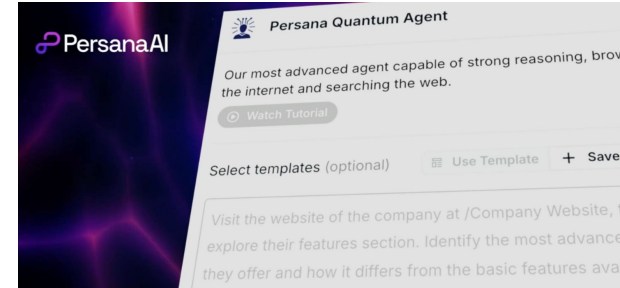 PersanaAI
Persana Quantum Agent
Our most advanced agent capable of strong reasoning,
the internet and searching the web.
Watch Tutorial
Select templates (optional)
Use Template
+ Save
Visit the website of the company at /Company Website,
explore their features section. Identify the most
they offer and how it differs from the basic features